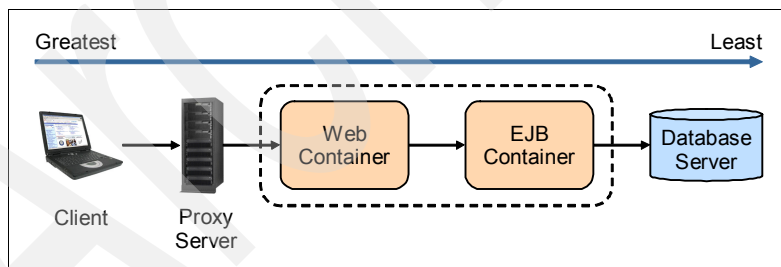 Greatest Least
Web
Container
EJB
Container
Database
Server
Client
Proxy
Server